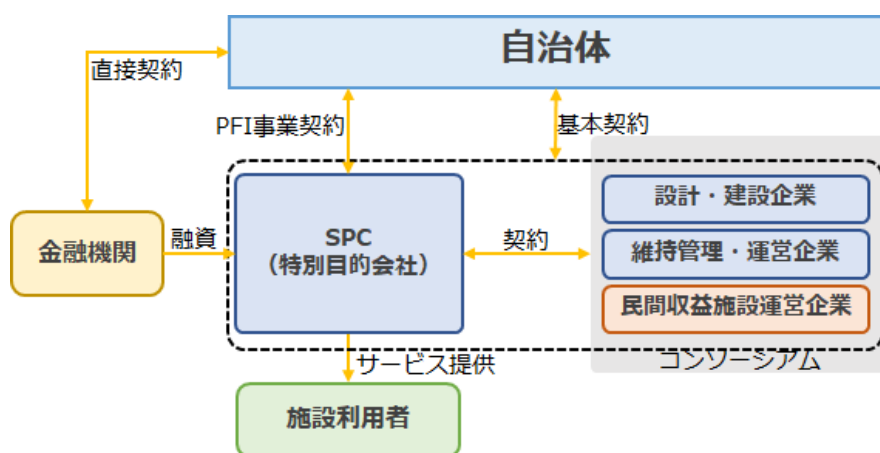 自治体
直接契約
PFI事業契約
基本契約
設計・建設企業
金融機関
融資
SPC
（特別目的会社）
契約
維持管理・運営企業
民間収益施設運営企業
コンソーシアム
サービス提供
施設利用者